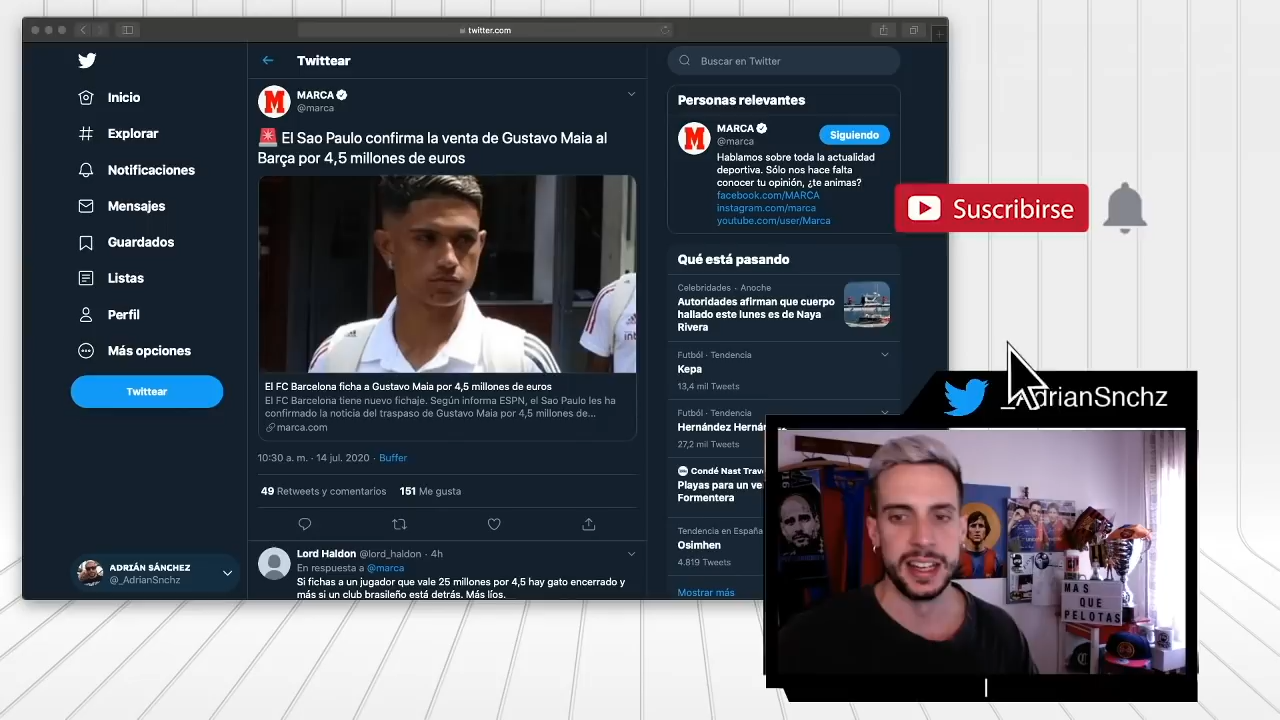 twitter.com
Inicio
Explorar
Notificaciones
Mensajes
Guardados
Listas
Perfil
Más opciones
Twittear
ADRIÁN SÁNCHEZ
@_AdrianSnchz
Twittear
MARCA
@marca
El Sao Paulo confirma la venta de Gustavo Maia al
Barça por 4,5 millones de euros
El FC Barcelona ficha a Gustavo Maia por 4,5 millones de euros
El FC Barcelona tiene nuevo fichaje. Según informa ESPN, el Sao Paulo les ha
confirmado la noticia del traspaso de Gustavo Maia por 4,5 millones de...
marca.com
10:30 a. m. · 14 jul. 2020 · Buffer
49 Retweets y comentarios 151 Me gusta
Lord Haldon @lord_haldon · 4h
En respuesta a @marca
Si fichas a un jugador que vale 25 millones por 4,5 hay gato encerrado y
más si un club brasileño está detrás. Más líos.
Buscar en Twitter
Personas relevantes
MARCA
@marca
Siguiendo
Hablamos sobre toda la actualidad
deportiva. Sólo nos hace falta
conocer tu opinión, ¿te animas?
facebook.com/MARCA
instagram.com/marca
youtube.com/user/Marca
Qué está pasando
Celebridades · Anoche
Autoridades afirman que cuerpo
hallado este lunes es de Naya
Rivera
Fútbol · Tendencia
Kepa
13,4 mil Tweets
Fútbol · Tendencia
Hernández Herná
27,2 mil Tweets
Condé Nast Trave
Playas para un ve
Formentera
Tendencia en España
Osimhen
4.819 Tweets
Mostrar más
Suscribirse
_AdrianSnchz
MAS
QUE
PELOTAS